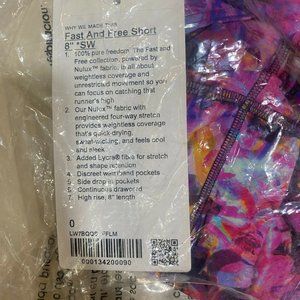 WHY WE MADE THIS
Fast And Free Short
8" *SW
1. 100% pure freedom. The Fast and
Free collection, powered by
Nulux™ fabric, is all about
weightless coverage and
unrestricted movement so you
can focus on catching that
runner's high
2. Our Nulux™ fabric with
engineered four-way stretch
provides weightless coverage
that's quick-drying,
sweat-wicking, and feels cool
and sleek
3. Added Lycra® fibre for stretch
and shape retention
4. Discreet waistband pockets
5. Side drop-in pockets
6. Continuous drawcord
7. High rise, 8" length
0
000134200090